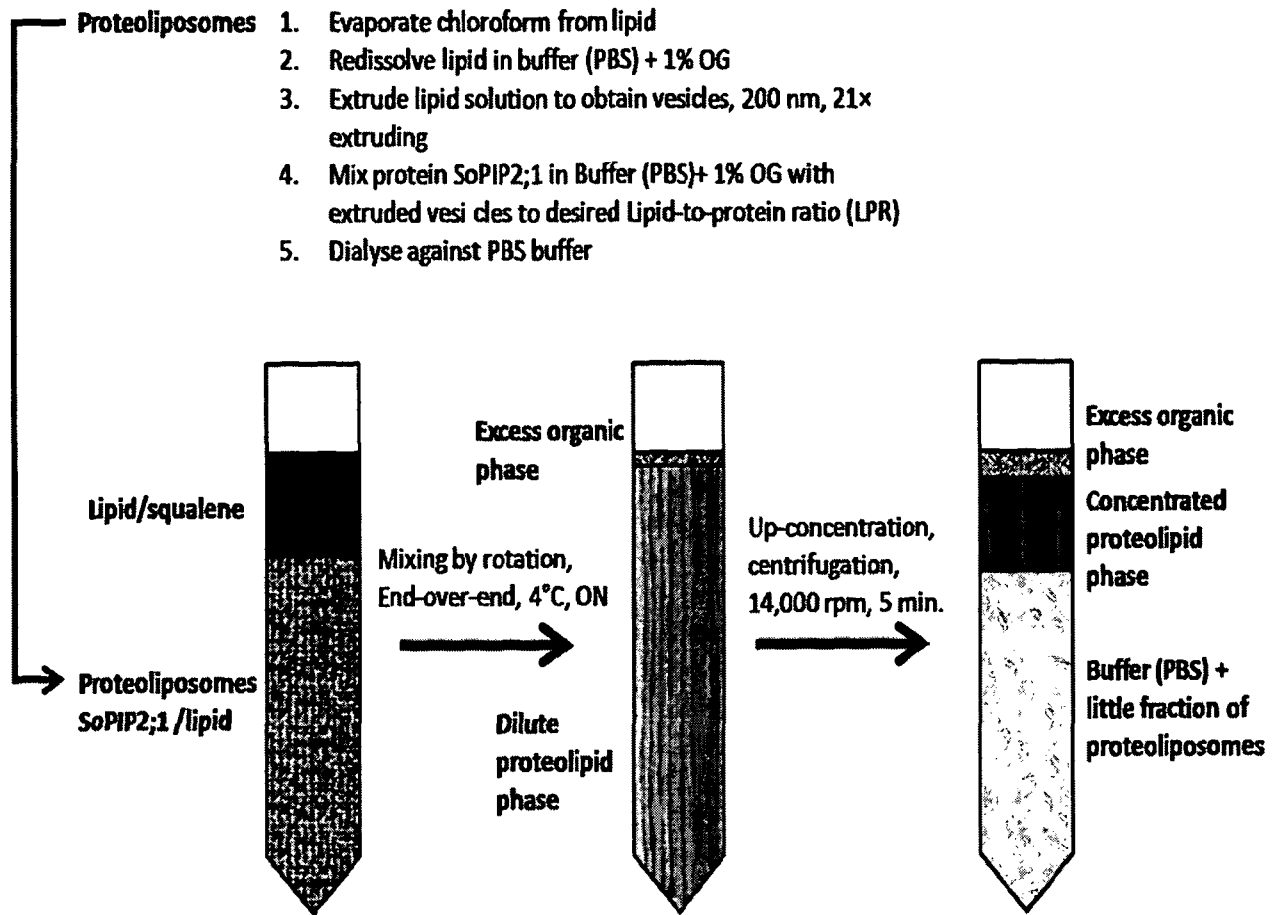 Proteoliposomes
1. Evaporate chloroform from lipid
2. Redissolve lipid in buffer (PBS) + 1% OG
3. Extrude lipid solution to obtain vesicles, 200 nm, 21×
extruding
4. Mix protein SoPIP2;1 in Buffer (PBS)+ 1% OG with
extruded vesi cles to desired Lipid-to-protein ratio (LPR)
5. Dialyse against PBS buffer
Lipid/squalene
Proteoliposomes
SoPIP2;1 /lipid
Mixing by rotation,
End-over-end, 4°C, ON
Excess organic
phase
Dilute
proteolipid
phase
Up-concentration,
centrifugation,
14,000 rpm, 5 min.
Excess organic
phase
Concentrated
proteolipid
phase
Buffer (PBS) +
little fraction of
proteoliposomes